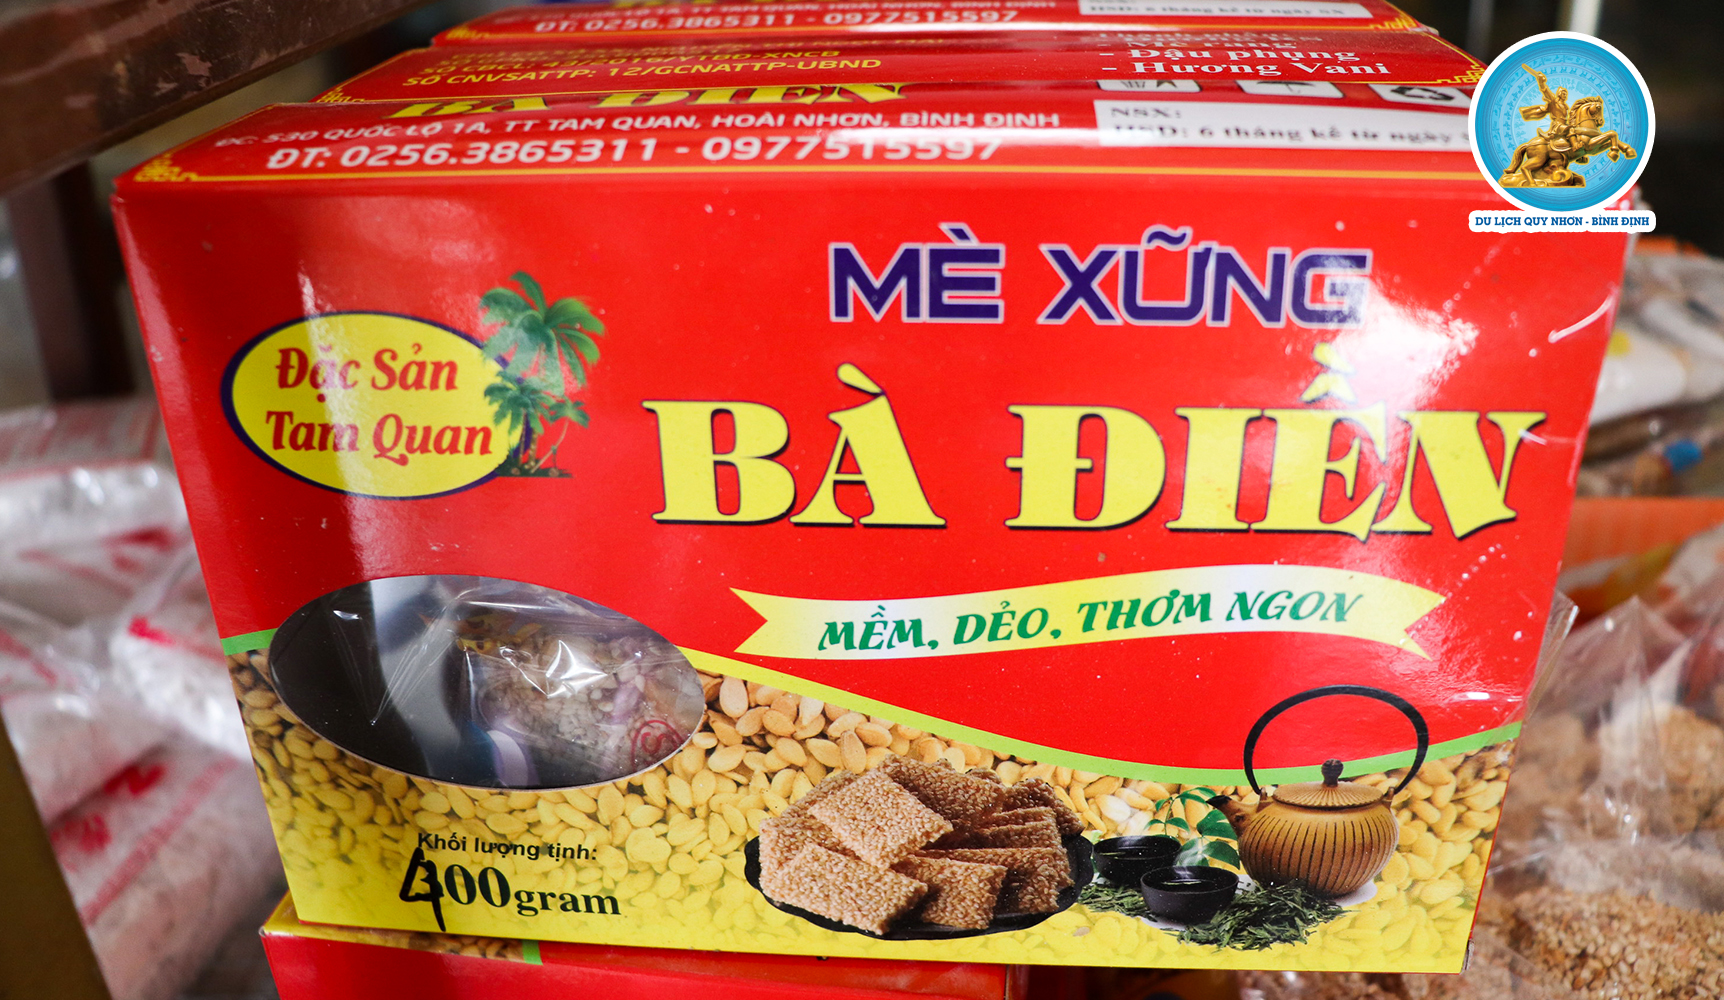 ĐT: 0256.3865311 - 0977515597
SỐ CNVSATTP: 12/GCNATTP-UBND
- Đậu phụng
- Hương Vani
BÀ ĐIỀN
ĐC: 530 QUỐC LỘ 1A, TT TAM QUAN, HOÀI NHƠN, BÌNH ĐỊNH
ĐT: 0256.3865311 - 0977515597
NSX:
HSD: 6 tháng kể từ ngày
DU LỊCH QUY NHƠN - BÌNH ĐỊNH
MÈ XỮNG
Đặc Sản
Tam Quan
BÀ ĐIỀN
MỀM, DẺO, THƠM NGON
Khối lượng tịnh:
400gram